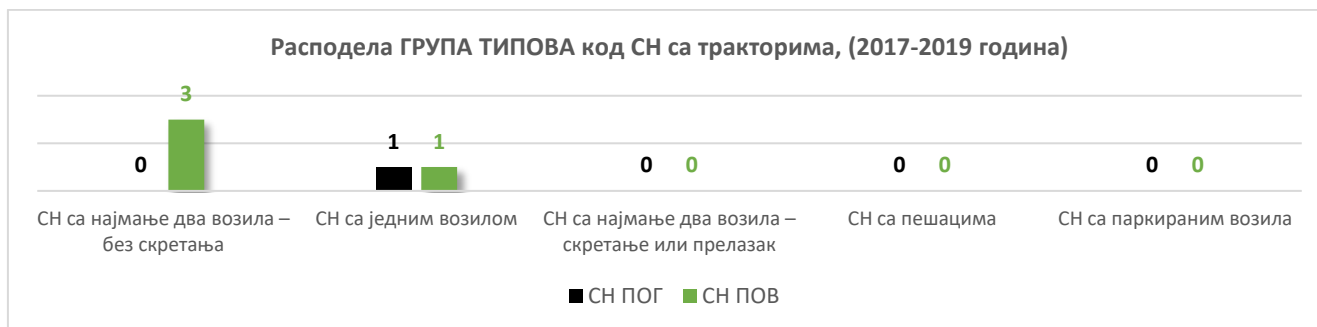 Расподела ГРУПА ТИПОВА код СН са тракторима, (2017-2019 година)
3
0
1 1
0 0
0 0
0 0
СН са најмање два возила –
без скретања
СН са једним возилом
СН са најмање два возила –
скретање или прелазак
СН са пешацима
СН са паркираним возила
СН ПОГ СН ПОВ